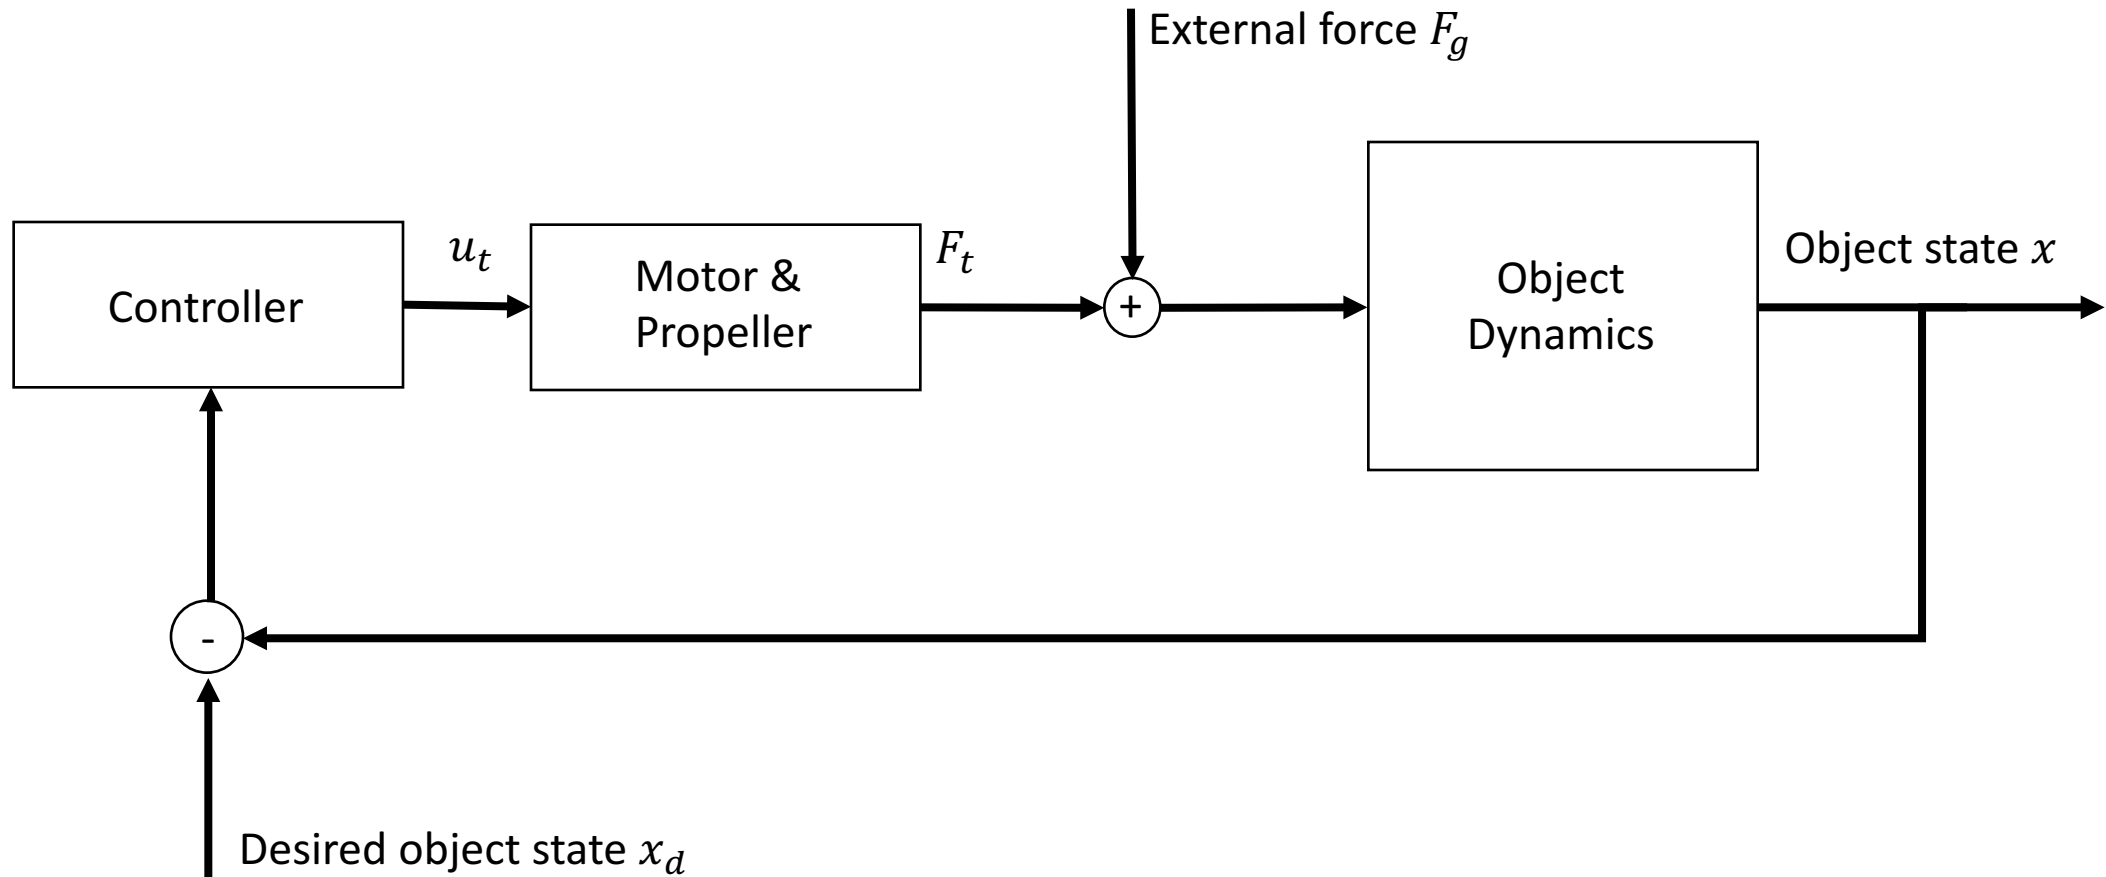 External force F_g
Controller
u_t
Motor &
Propeller
F_t
+
Object
Dynamics
Object state x
-
Desired object state x_d